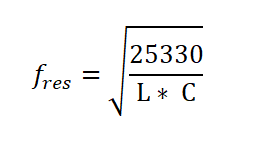 f_res = √(25330 / (L * C))